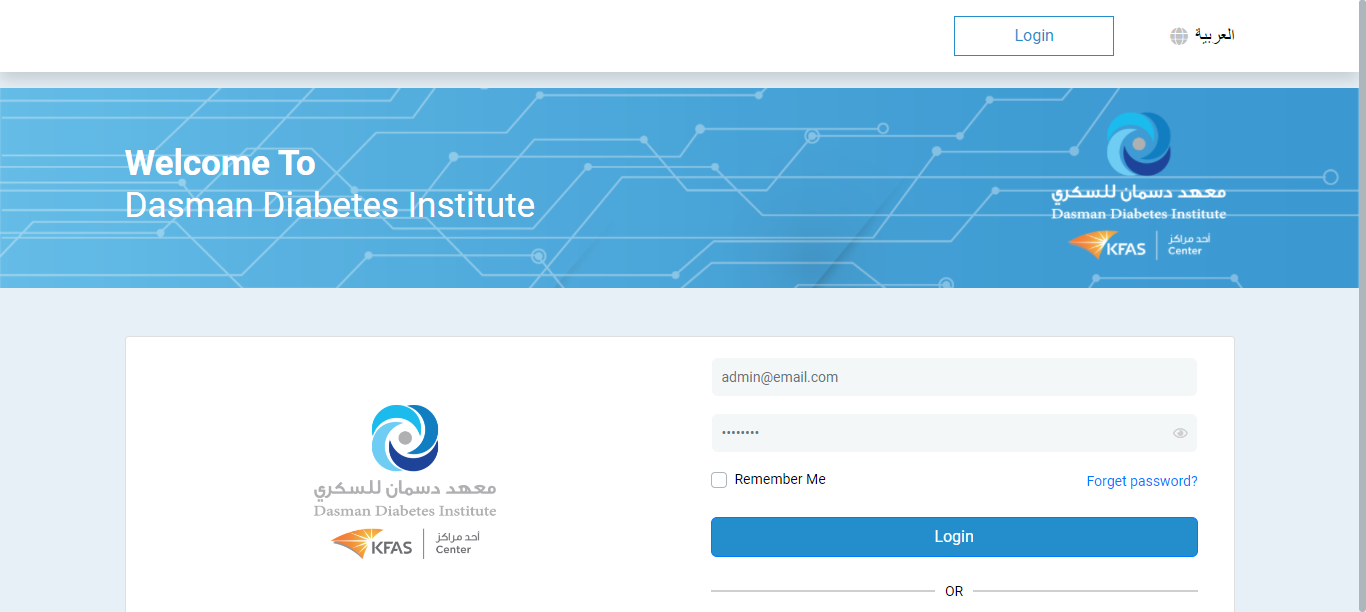 Login
العربية
Welcome To
Dasman Diabetes Institute
معهد دسمان للسكري
Dasman Diabetes Institute
KFAS
أحد مراكز
Center
admin@email.com
••••••••
Remember Me
Forget password?
Login
OR
معهد دسمان للسكري
Dasman Diabetes Institute
KFAS
أحد مراكز
Center